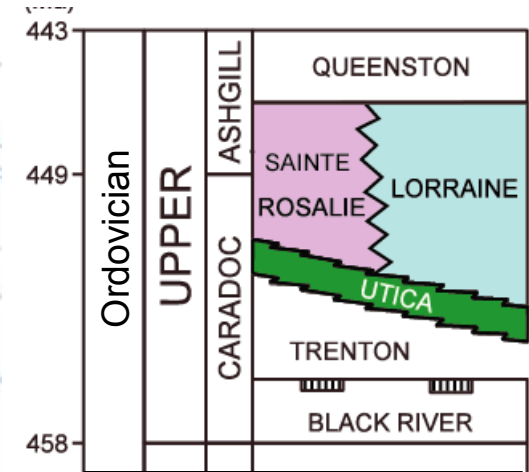 443
449
458
Ordovician
UPPER
ASHGILL
CARADOC
QUEENSTON
SAINTE
ROSALIE
LORRAINE
UTICA
TRENTON
BLACK RIVER